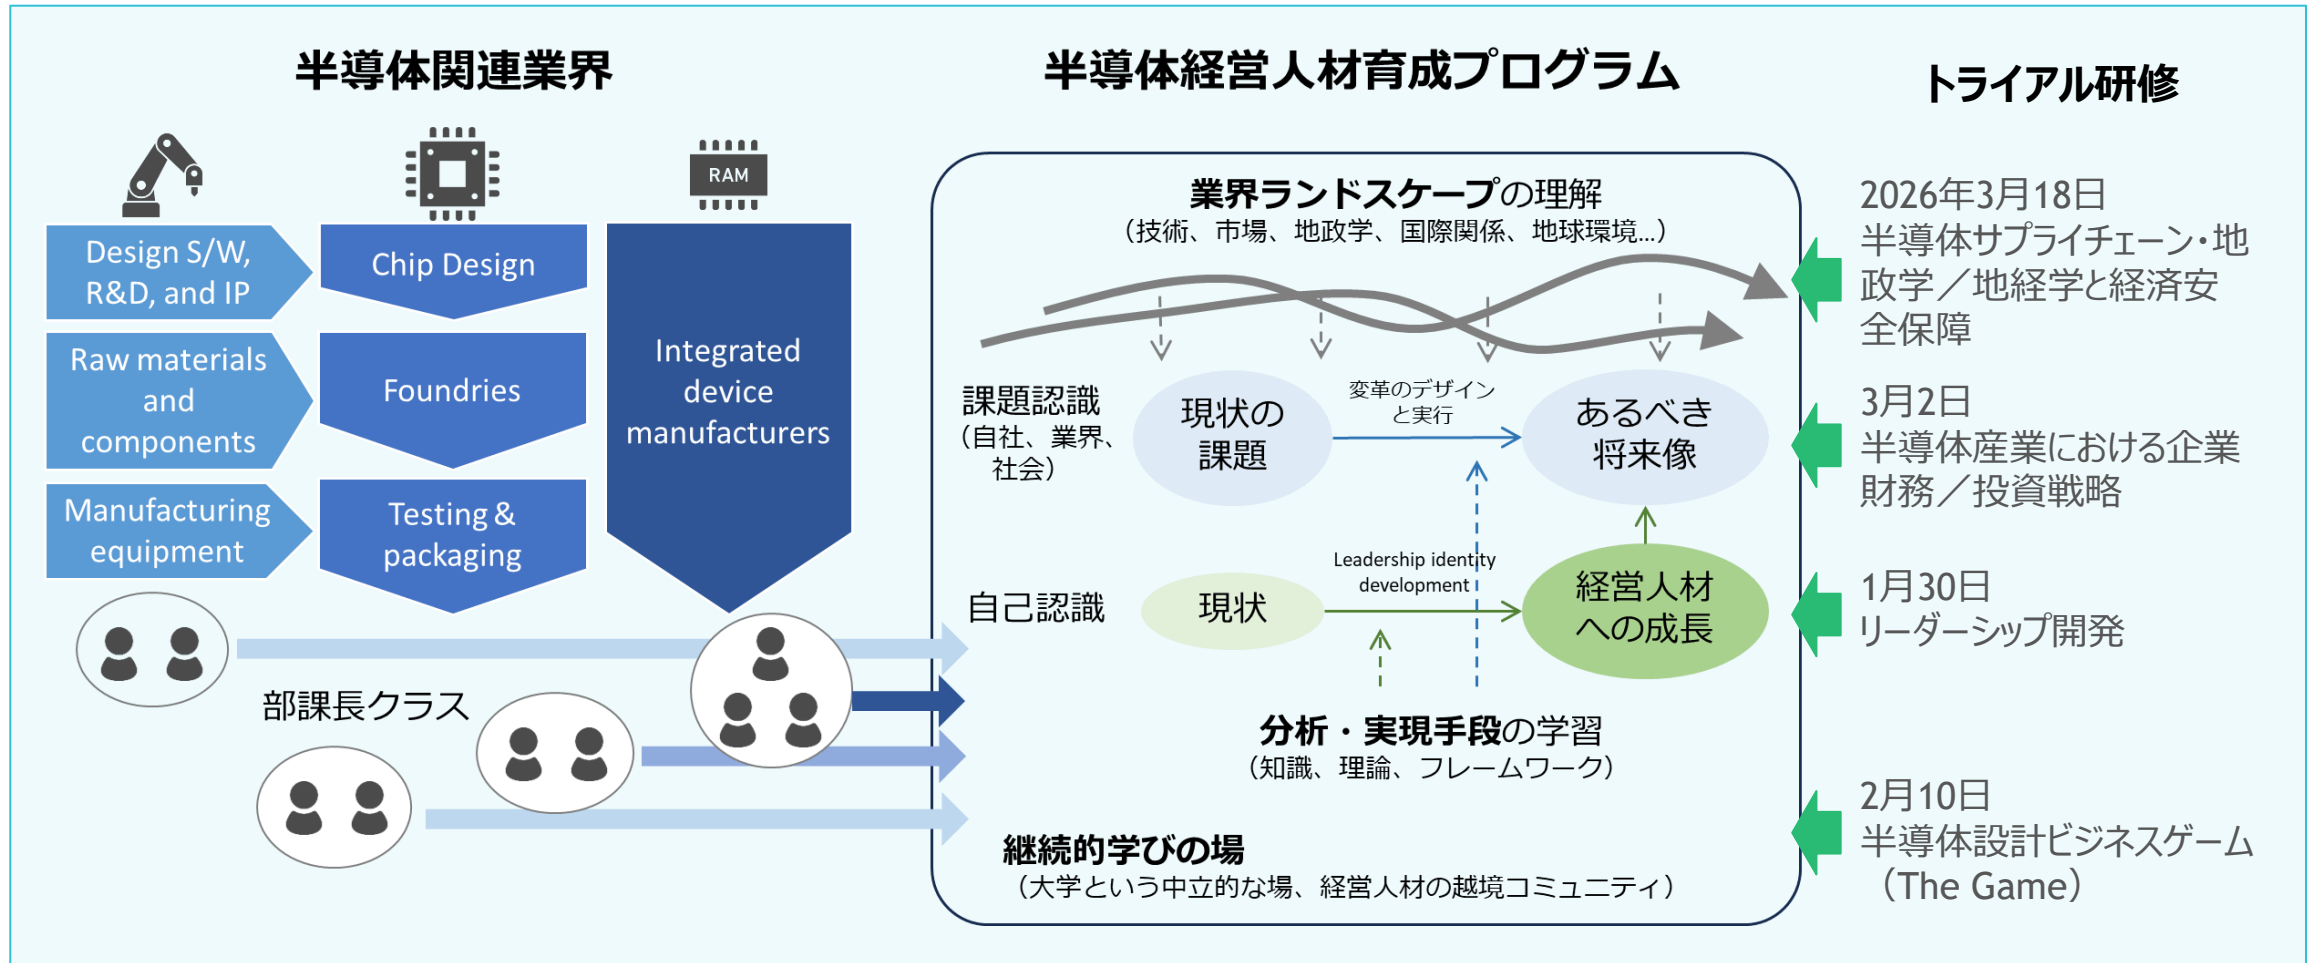 半導体関連業界
RAM
Design S/W,
R&D, and IP
Chip Design
Raw materials
and
components
Foundries
Integrated
device
manufacturers
Manufacturing
equipment
Testing &
packaging
部課長クラス
半導体経営人材育成プログラム
業界ランドスケープの理解
（技術、市場、地政学、国際関係、地球環境…）
課題認識
（自社、業界、
社会）
現状の
課題
変革のデザイン
と実行
あるべき
将来像
自己認識
現状
Leadership identity
development
経営人材
への成長
分析・実現手段の学習
（知識、理論、フレームワーク）
継続的学びの場
（大学という中立的な場、経営人材の越境コミュニティ）
トライアル研修
2026年3月18日
半導体サプライチェーン・地
政学／地経学と経済安
全保障
3月2日
半導体産業における企業
財務／投資戦略
1月30日
リーダーシップ開発
2月10日
半導体設計ビジネスゲーム
（The Game）